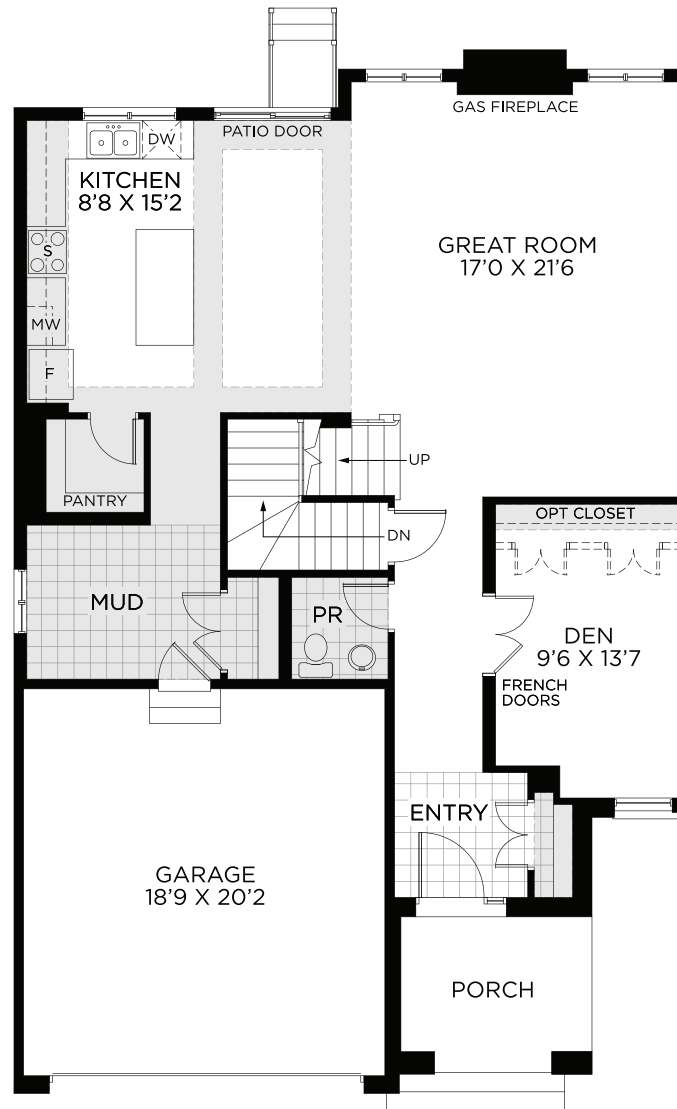 GAS FIREPLACE
PATIO DOOR
DW
KITCHEN
8'8 X 15'2
GREAT ROOM
17'0 X 21'6
S
MW
F
UP
PANTRY
OPT CLOSET
DN
MUD
PR
DEN
9'6 X 13'7
FRENCH
DOORS
ENTRY
GARAGE
18'9 X 20'2
PORCH